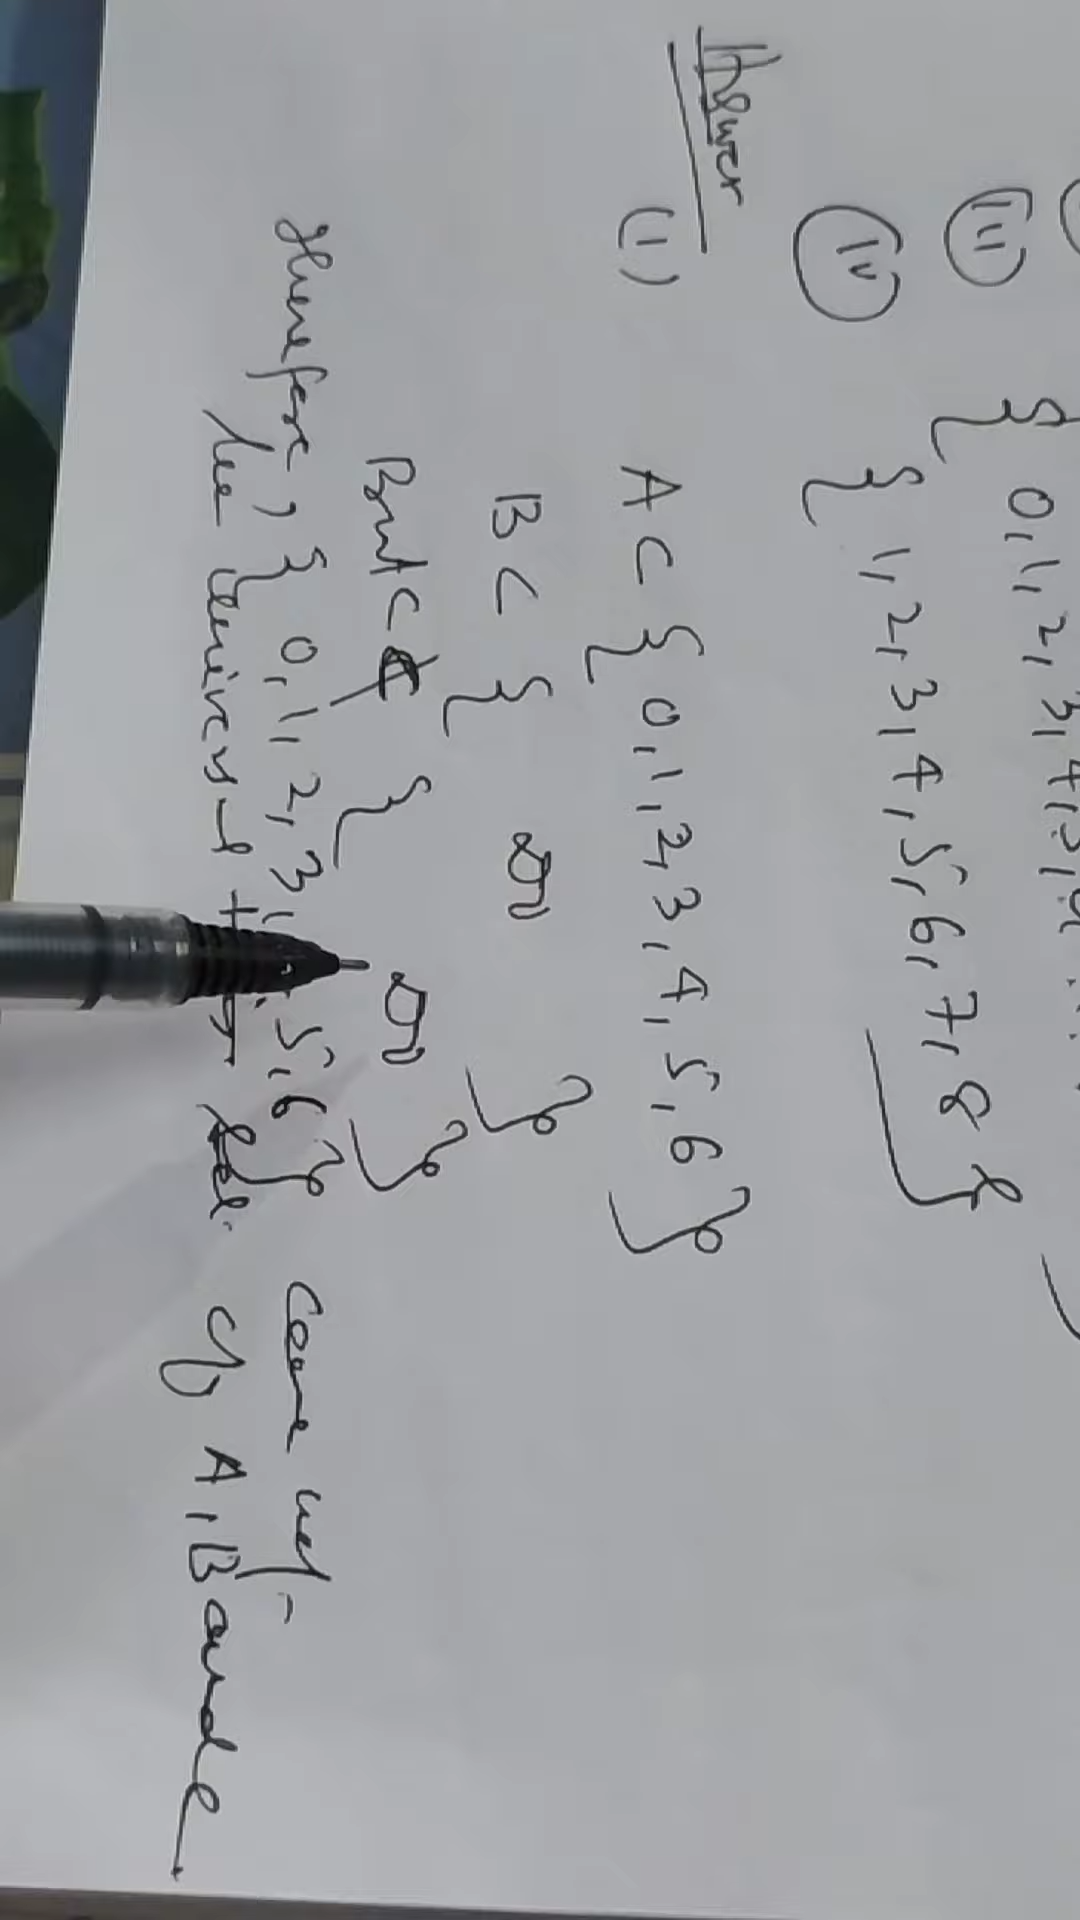 (iii) { 0, 1, 2, 3, 4, 5,
(iv) { 1, 2, 3, 4, 5, 6, 7, 8 }
Answer
(i) A ⊂ { 0, 1, 2, 3, 4, 5, 6 }
B ⊂ { }
But C ⊄ { }
Therefore, { 0, 1, 2, 3, 5, 6 } can not
be universal set of A, B and